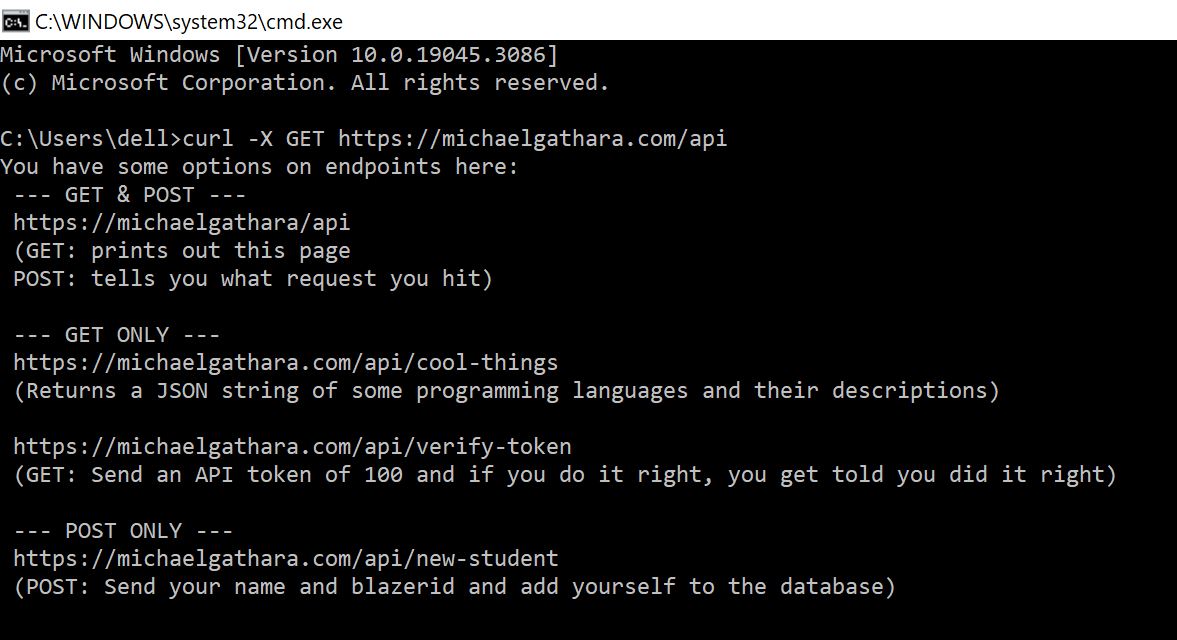 C:\WINDOWS\system32\cmd.exe
Microsoft Windows [Version 10.0.19045.3086]
(c) Microsoft Corporation. All rights reserved.
C:\Users\dell>curl -X GET https://michaelgathara.com/api
You have some options on endpoints here:
--- GET & POST ---
https://michaelgathara/api
(GET: prints out this page
POST: tells you what request you hit)
--- GET ONLY ---
https://michaelgathara.com/api/cool-things
(Returns a JSON string of some programming languages and their descriptions)
https://michaelgathara.com/api/verify-token
(GET: Send an API token of 100 and if you do it right, you get told you did it right)
--- POST ONLY ---
https://michaelgathara.com/api/new-student
(POST: Send your name and blazerid and add yourself to the database)